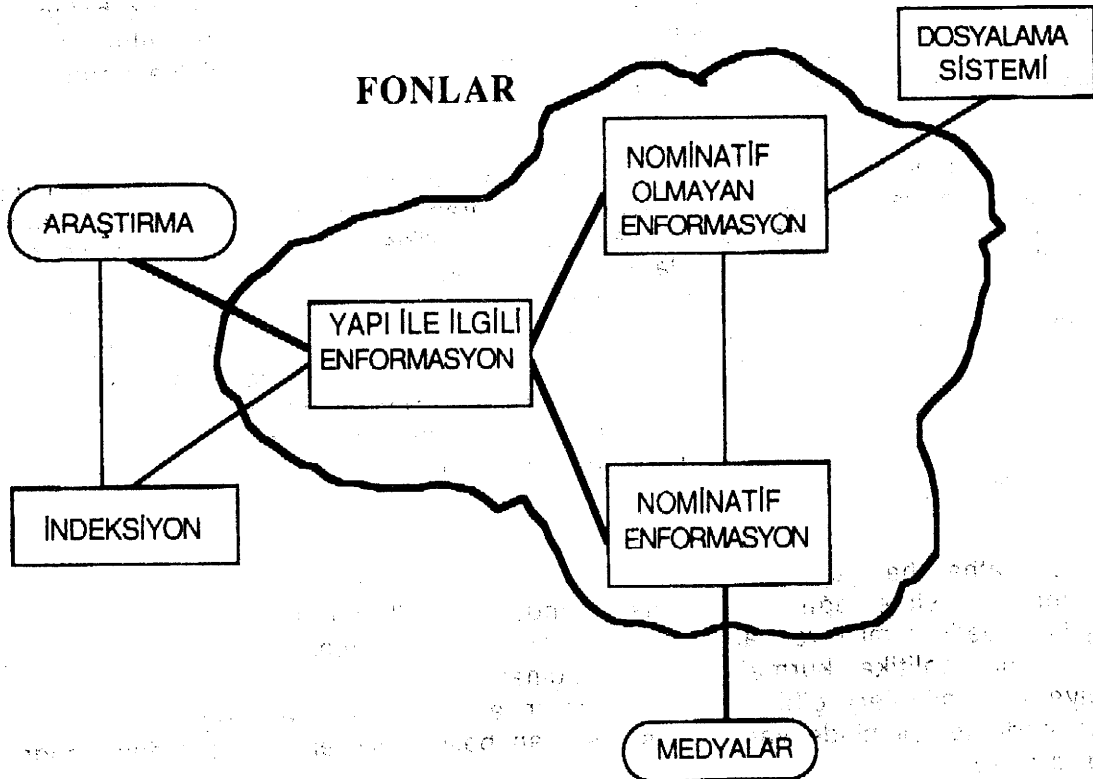 DOSYALAMA
SİSTEMİ
FONLAR
NOMİNATİF
OLMAYAN
ENFORMASYON
ARAŞTIRMA
YAPI İLE İLGİLİ
ENFORMASYON
NOMİNATİF
ENFORMASYON
İNDEKSİYON
MEDYALAR